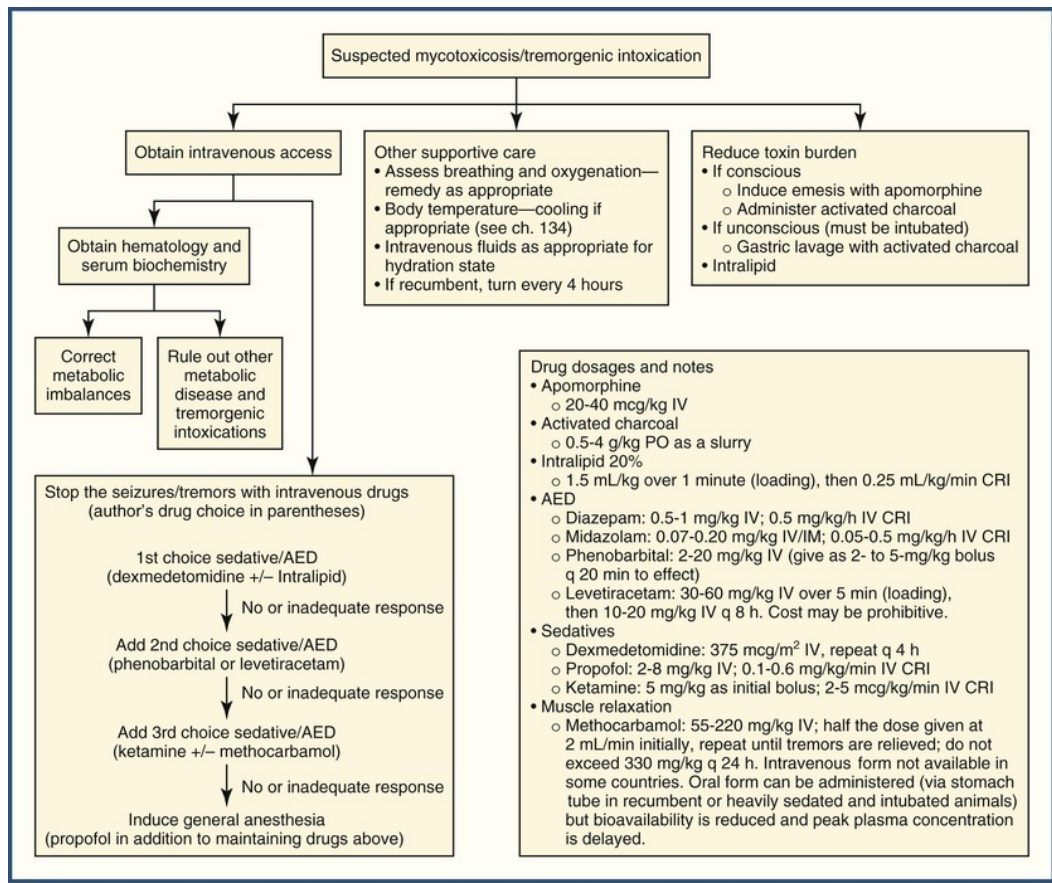 Suspected mycotoxicosis/tremorgenic intoxication
Obtain intravenous access
Other supportive care
• Assess breathing and oxygenation—
remedy as appropriate
• Body temperature—cooling if
appropriate (see ch. 134)
• Intravenous fluids as appropriate for
hydration state
• If recumbent, turn every 4 hours
Reduce toxin burden
• If conscious
o Induce emesis with apomorphine
o Administer activated charcoal
• If unconscious (must be intubated)
o Gastric lavage with activated charcoal
• Intralipid
Obtain hematology and
serum biochemistry
Correct
metabolic
imbalances
Rule out other
metabolic
disease and
tremorgenic
intoxications
Stop the seizures/tremors with intravenous drugs
(author's drug choice in parentheses)
1st choice sedative/AED
(dexmedetomidine +/– Intralipid)
No or inadequate response
Add 2nd choice sedative/AED
(phenobarbital or levetiracetam)
No or inadequate response
Add 3rd choice sedative/AED
(ketamine +/– methocarbamol)
No or inadequate response
Induce general anesthesia
(propofol in addition to maintaining drugs above)
Drug dosages and notes
• Apomorphine
o 20-40 mcg/kg IV
• Activated charcoal
o 0.5-4 g/kg PO as a slurry
• Intralipid 20%
o 1.5 mL/kg over 1 minute (loading), then 0.25 mL/kg/min CRI
• AED
o Diazepam: 0.5-1 mg/kg IV; 0.5 mg/kg/h IV CRI
o Midazolam: 0.07-0.20 mg/kg IV/IM; 0.05-0.5 mg/kg/h IV CRI
o Phenobarbital: 2-20 mg/kg IV (give as 2- to 5-mg/kg bolus
q 20 min to effect)
o Levetiracetam: 30-60 mg/kg IV over 5 min (loading),
then 10-20 mg/kg IV q 8 h. Cost may be prohibitive.
• Sedatives
o Dexmedetomidine: 375 mcg/m² IV, repeat q 4 h
o Propofol: 2-8 mg/kg IV; 0.1-0.6 mg/kg/min IV CRI
o Ketamine: 5 mg/kg as initial bolus; 2-5 mcg/kg/min IV CRI
• Muscle relaxation
o Methocarbamol: 55-220 mg/kg IV; half the dose given at
2 mL/min initially, repeat until tremors are relieved; do not
exceed 330 mg/kg q 24 h. Intravenous form not available in
some countries. Oral form can be administered (via stomach
tube in recumbent or heavily sedated and intubated animals)
but bioavailability is reduced and peak plasma concentration
is delayed.